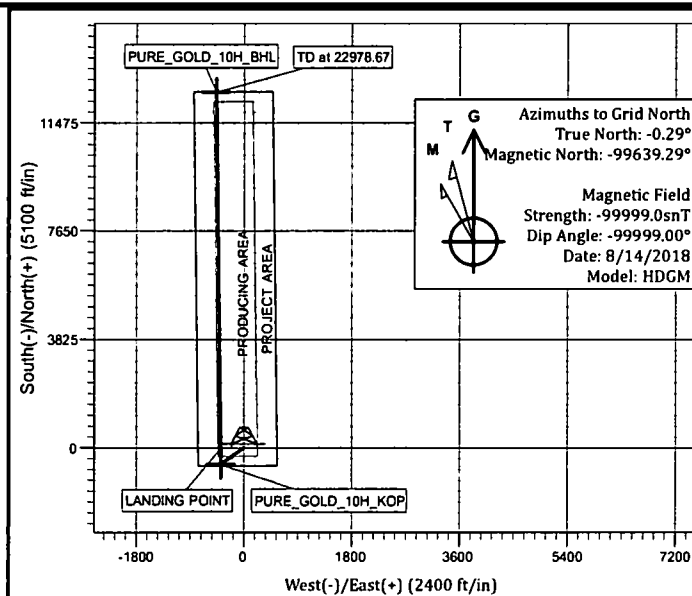 PURE_GOLD_10H_BHL
TD at 22978.67
11475
7650
3825
0
South(-)/North(+) (5100 ft/in)
PRODUCING AREA
PROJECT AREA
LANDING POINT
PURE_GOLD_10H_KOP
-1800
0
1800
3600
5400
7200
West(-)/East(+) (2400 ft/in)
T G
M
Azimuths to Grid North
True North: -0.29°
Magnetic North: -99639.29°
Magnetic Field
Strength: -99999.0snT
Dip Angle: -99999.00°
Date: 8/14/2018
Model: HDGM